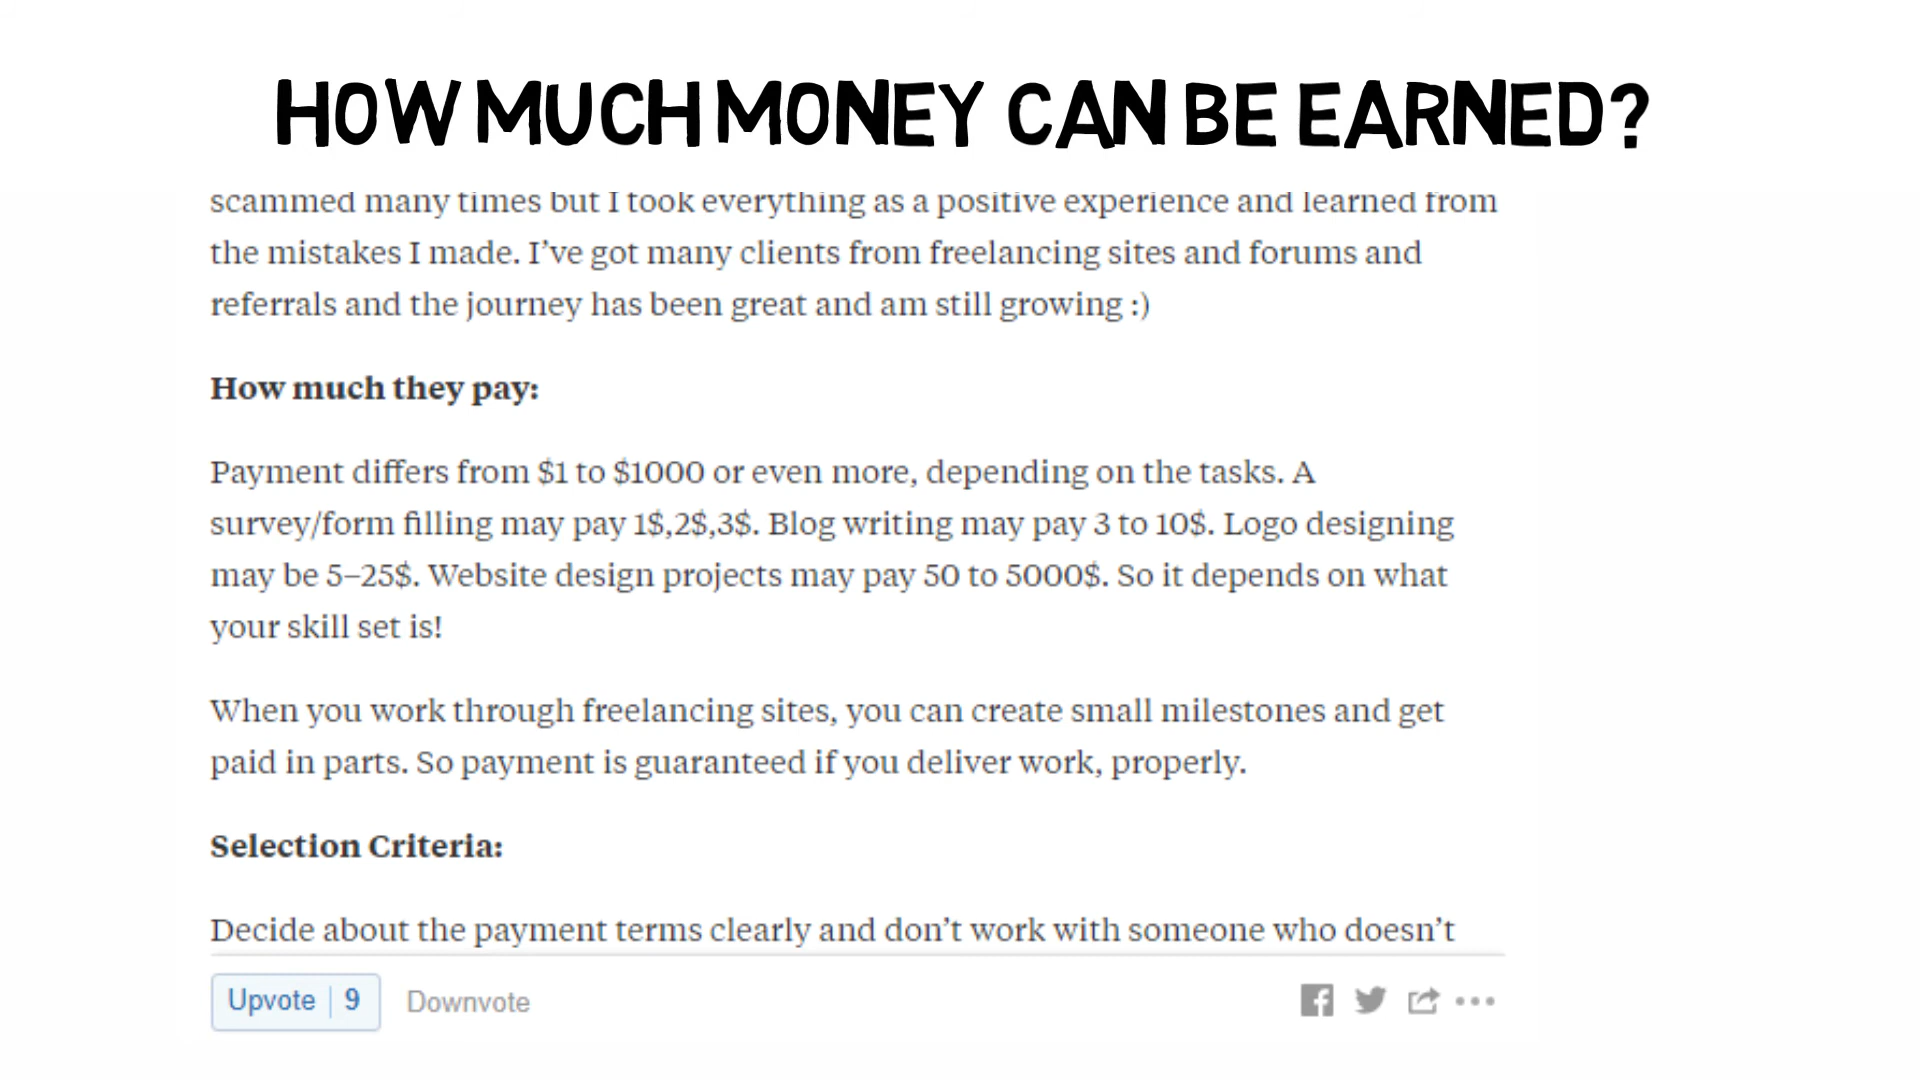 HOW MUCH MONEY CAN BE EARNED?
scammed many times but I took everything as a positive experience and learned from
the mistakes I made. I’ve got many clients from freelancing sites and forums and
referrals and the journey has been great and am still growing :)
How much they pay:
Payment differs from $1 to $1000 or even more, depending on the tasks. A
survey/form filling may pay 1$,2$,3$. Blog writing may pay 3 to 10$. Logo designing
may be 5–25$. Website design projects may pay 50 to 5000$. So it depends on what
your skill set is!
When you work through freelancing sites, you can create small milestones and get
paid in parts. So payment is guaranteed if you deliver work, properly.
Selection Criteria:
Decide about the payment terms clearly and don’t work with someone who doesn’t
Upvote | 9 Downvote